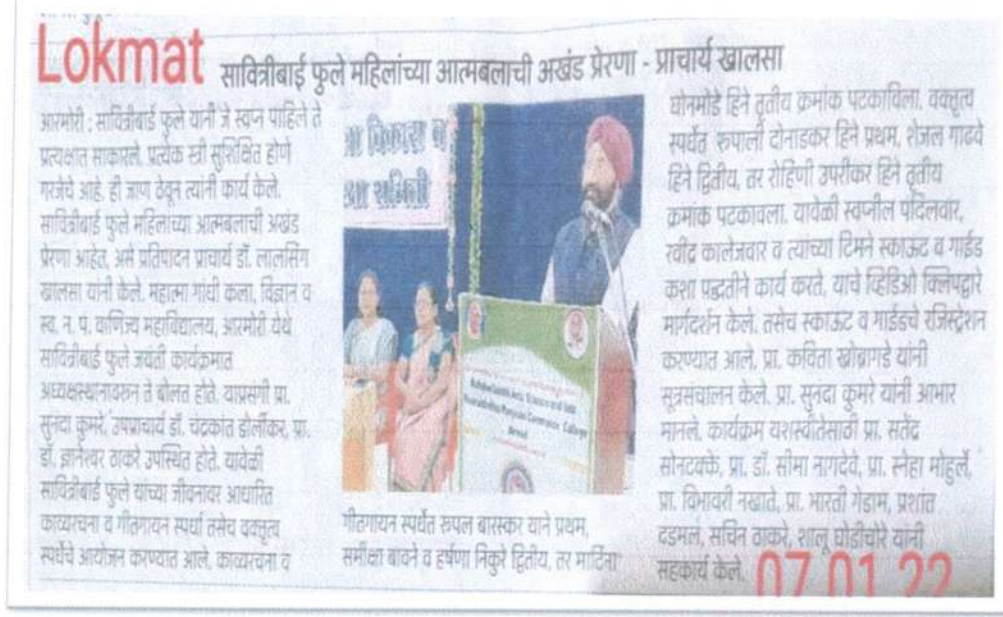 Lokmat
सावित्रीबाई फुले महिलांच्या आत्मबलाची अखंड प्रेरणा - प्राचार्य खालसा
आरमोरी : सावित्रीबाई फुले यांनी जे स्वप्न पाहिले ते
प्रत्यक्षात साकारले. प्रत्येक स्त्री सुशिक्षित होणे
गरजेचे आहे. ही जाण ठेवून त्यांनी कार्य केले.
सावित्रीबाई फुले महिलांच्या आत्मबलाची अखंड
प्रेरणा आहेत, असे प्रतिपादन प्राचार्य डॉ. लालसिंग
खालसा यांनी केले. महात्मा गांधी कला, विज्ञान व
स्व. न. पं. वाणिज्य महाविद्यालय, आरमोरी येथे
सावित्रीबाई फुले जयंती कार्यक्रमात
अध्यक्षस्थानावरून ते बोलत होते. याप्रसंगी प्रा.
सुनंदा कुमरे, उपप्राचार्य डॉ. चंद्रकांत डोर्लीकर, प्रा.
डॉ. ज्ञानेश्वर ठाकरे उपस्थित होते. यावेळी
सावित्रीबाई फुले यांच्या जीवनावर आधारित
काव्यरचना व गीतगायन स्पर्धा तसेच वक्तृत्व
स्पर्धेचे आयोजन करण्यात आले. काव्यरचना व
विकास व
समिती
गीतगायन स्पर्धेत रूपल बारस्कर याने प्रथम,
समीक्षा बावने व हर्षणा निकुरे द्वितीय, तर मार्टिना
घोनमोडे हिने तृतीय क्रमांक पटकाविला. वक्तृत्व
स्पर्धेत रूपाली दोनाडकर हिने प्रथम, शेजल गाढवे
हिने द्वितीय, तर रोहिणी उपरीकर हिने तृतीय
क्रमांक पटकावला. यावेळी स्वप्नील पदिलवार,
रवींद्र कालेजवार व त्याच्या टिमने स्काऊट व गाईड
कशा पद्धतीने कार्य करते, याचे व्हिडिओ क्लिपद्वारे
मार्गदर्शन केले. तसेच स्काऊट व गाईडचे रजिस्ट्रेशन
करण्यात आले. प्रा. कविता खोब्रागडे यांनी
सूत्रसंचालन केले. प्रा. सुनंदा कुमरे यांनी आभार
मानले. कार्यक्रम यशस्वीतेसाठी प्रा. सतेंद्र
सोनटक्के, प्रा. डॉ. सीमा नागदेवे, प्रा. स्नेहा मोहुर्ले,
प्रा. विभावरी नखाते, प्रा. भारती गेडाम, प्रशांत
दडमल, सचिन ठाकरे, शालू घोडीचोरे यांनी
सहकार्य केले.
07.01.22